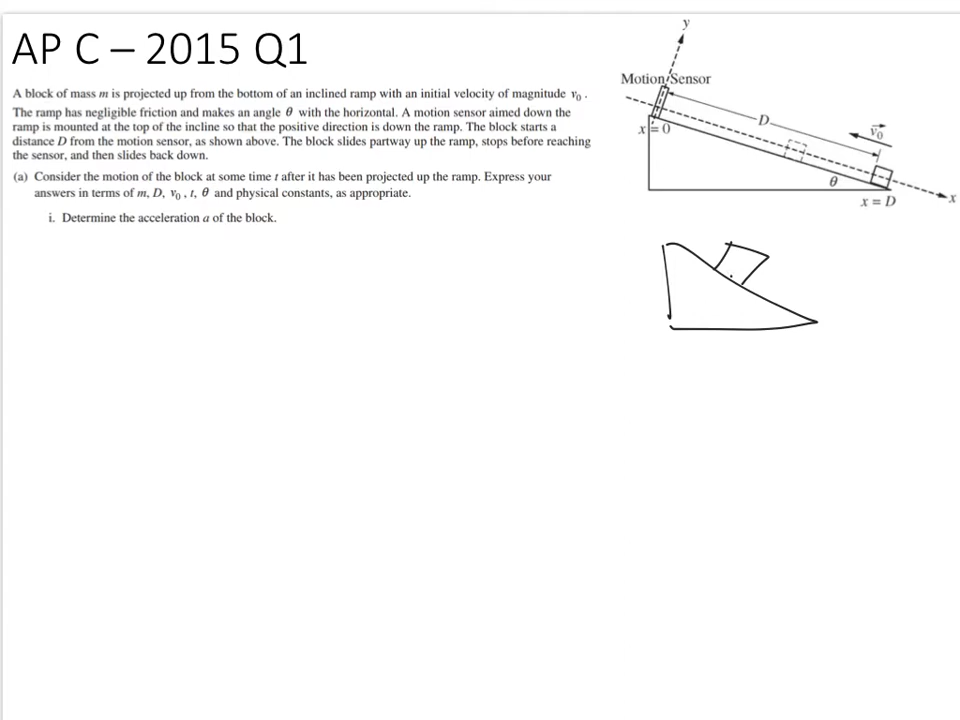 AP C – 2015 Q1
A block of mass m is projected up from the bottom of an inclined ramp with an initial velocity of magnitude v₀ .
The ramp has negligible friction and makes an angle θ with the horizontal. A motion sensor aimed down the
ramp is mounted at the top of the incline so that the positive direction is down the ramp. The block starts a
distance D from the motion sensor, as shown above. The block slides partway up the ramp, stops before reaching
the sensor, and then slides back down.
(a) Consider the motion of the block at some time t after it has been projected up the ramp. Express your
answers in terms of m, D, v₀ , t, θ and physical constants, as appropriate.
i. Determine the acceleration a of the block.
y
Motion Sensor
D
v⃗₀
x = 0
θ
x
x = D